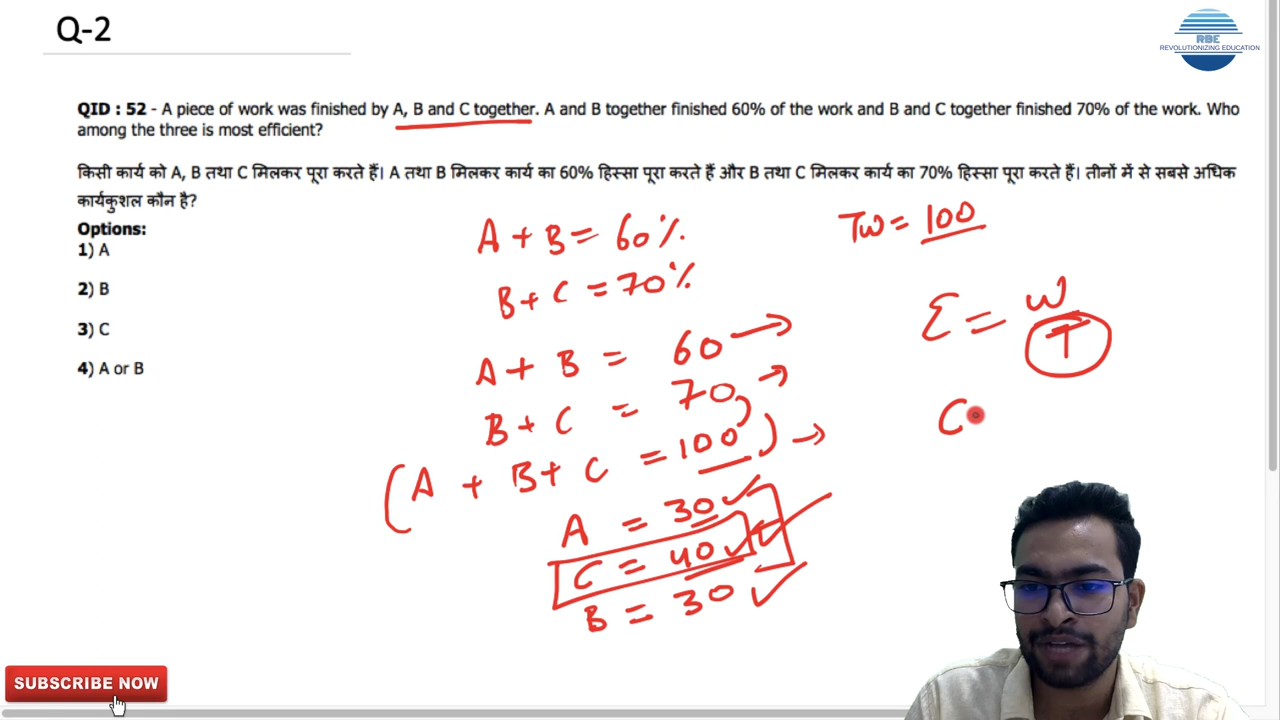 Q-2
RBE
REVOLUTIONIZING EDUCATION
QID : 52 - A piece of work was finished by A, B and C together. A and B together finished 60% of the work and B and C together finished 70% of the work. Who
among the three is most efficient?
किसी कार्य को A, B तथा C मिलकर पूरा करते हैं। A तथा B मिलकर कार्य का 60% हिस्सा पूरा करते हैं और B तथा C मिलकर कार्य का 70% हिस्सा पूरा करते हैं। तीनों में से सबसे अधिक
कार्यकुशल कौन है?
Options:
1) A
2) B
3) C
4) A or B
A + B = 60%
B + C = 70%
A + B = 60
B + C = 70
(A + B + C = 100)
A = 30
C = 40
B = 30
TW = 100
E = W
T
C
SUBSCRIBE NOW